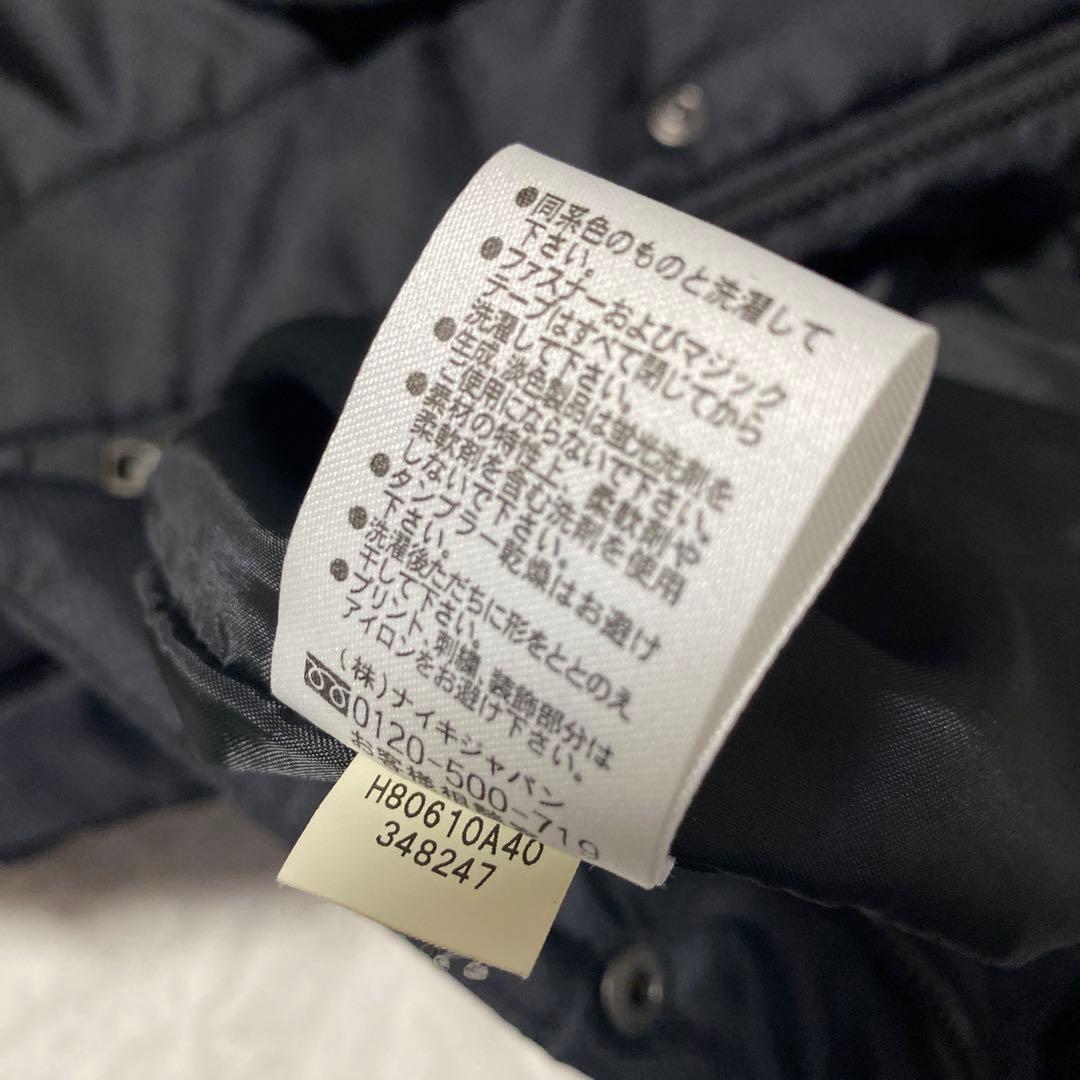 ●同系色のものと洗濯して
下さい。
●ファスナーおよびマジック
テープはすべて閉じてから
洗濯して下さい。
●生成、淡色製品は蛍光洗剤を
ご使用にならないで下さい。
●素材の特性上、柔軟剤や
柔軟剤を含む洗剤を使用
しないで下さい。
●タンブラー乾燥はお避け
下さい。
●洗濯後ただちに形をととのえ
干して下さい。
●プリント、刺繍、装飾部分は
アイロンをお避け下さい。
(株)ナイキジャパン
0120-500-719
お客様相談
H80610A40
348247